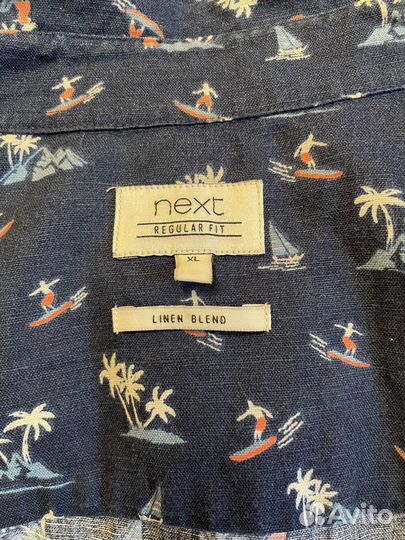 next
REGULAR FIT
XL
LINEN BLEND
Avito